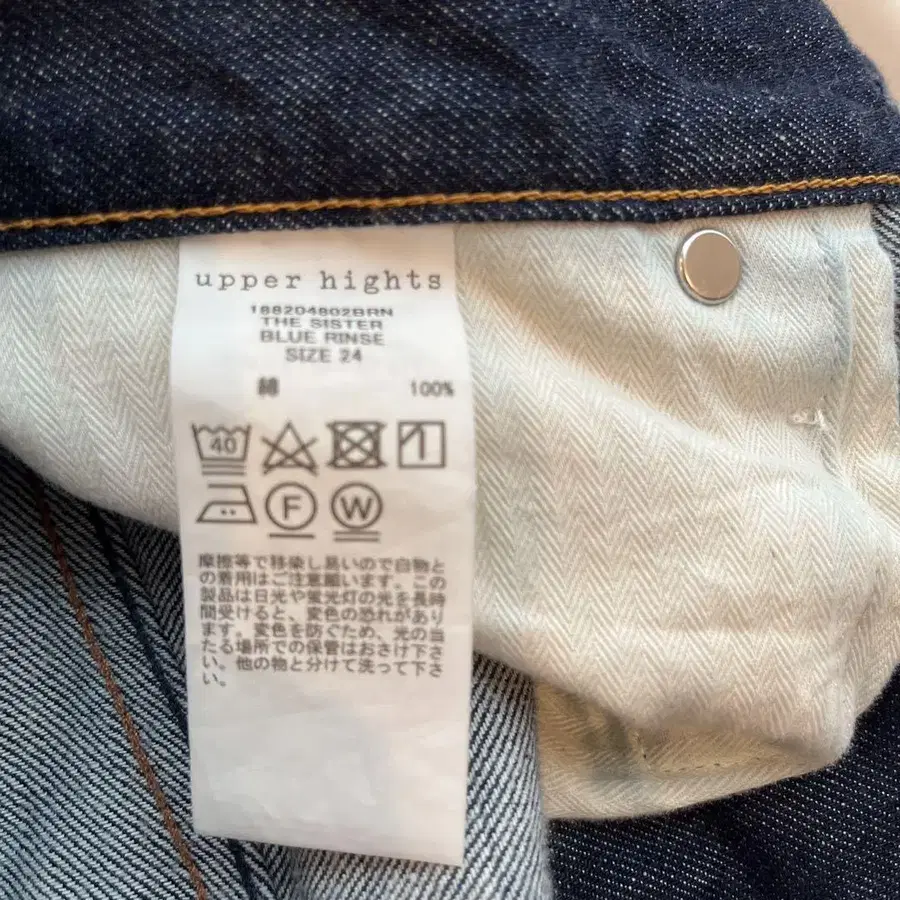 upper hights
188204802BRN
THE SISTER
BLUE RINSE
SIZE 24
綿 100%
40
F W
摩擦等で移染し易いので白物と
の着用はご注意願います。この
製品は日光や蛍光灯の光を長時
間受けると、変色の恐れがあり
ます。変色を防ぐため、光の当
たる場所での保管はおさけ下さ
い。他の物と分けて洗って下さ
い。